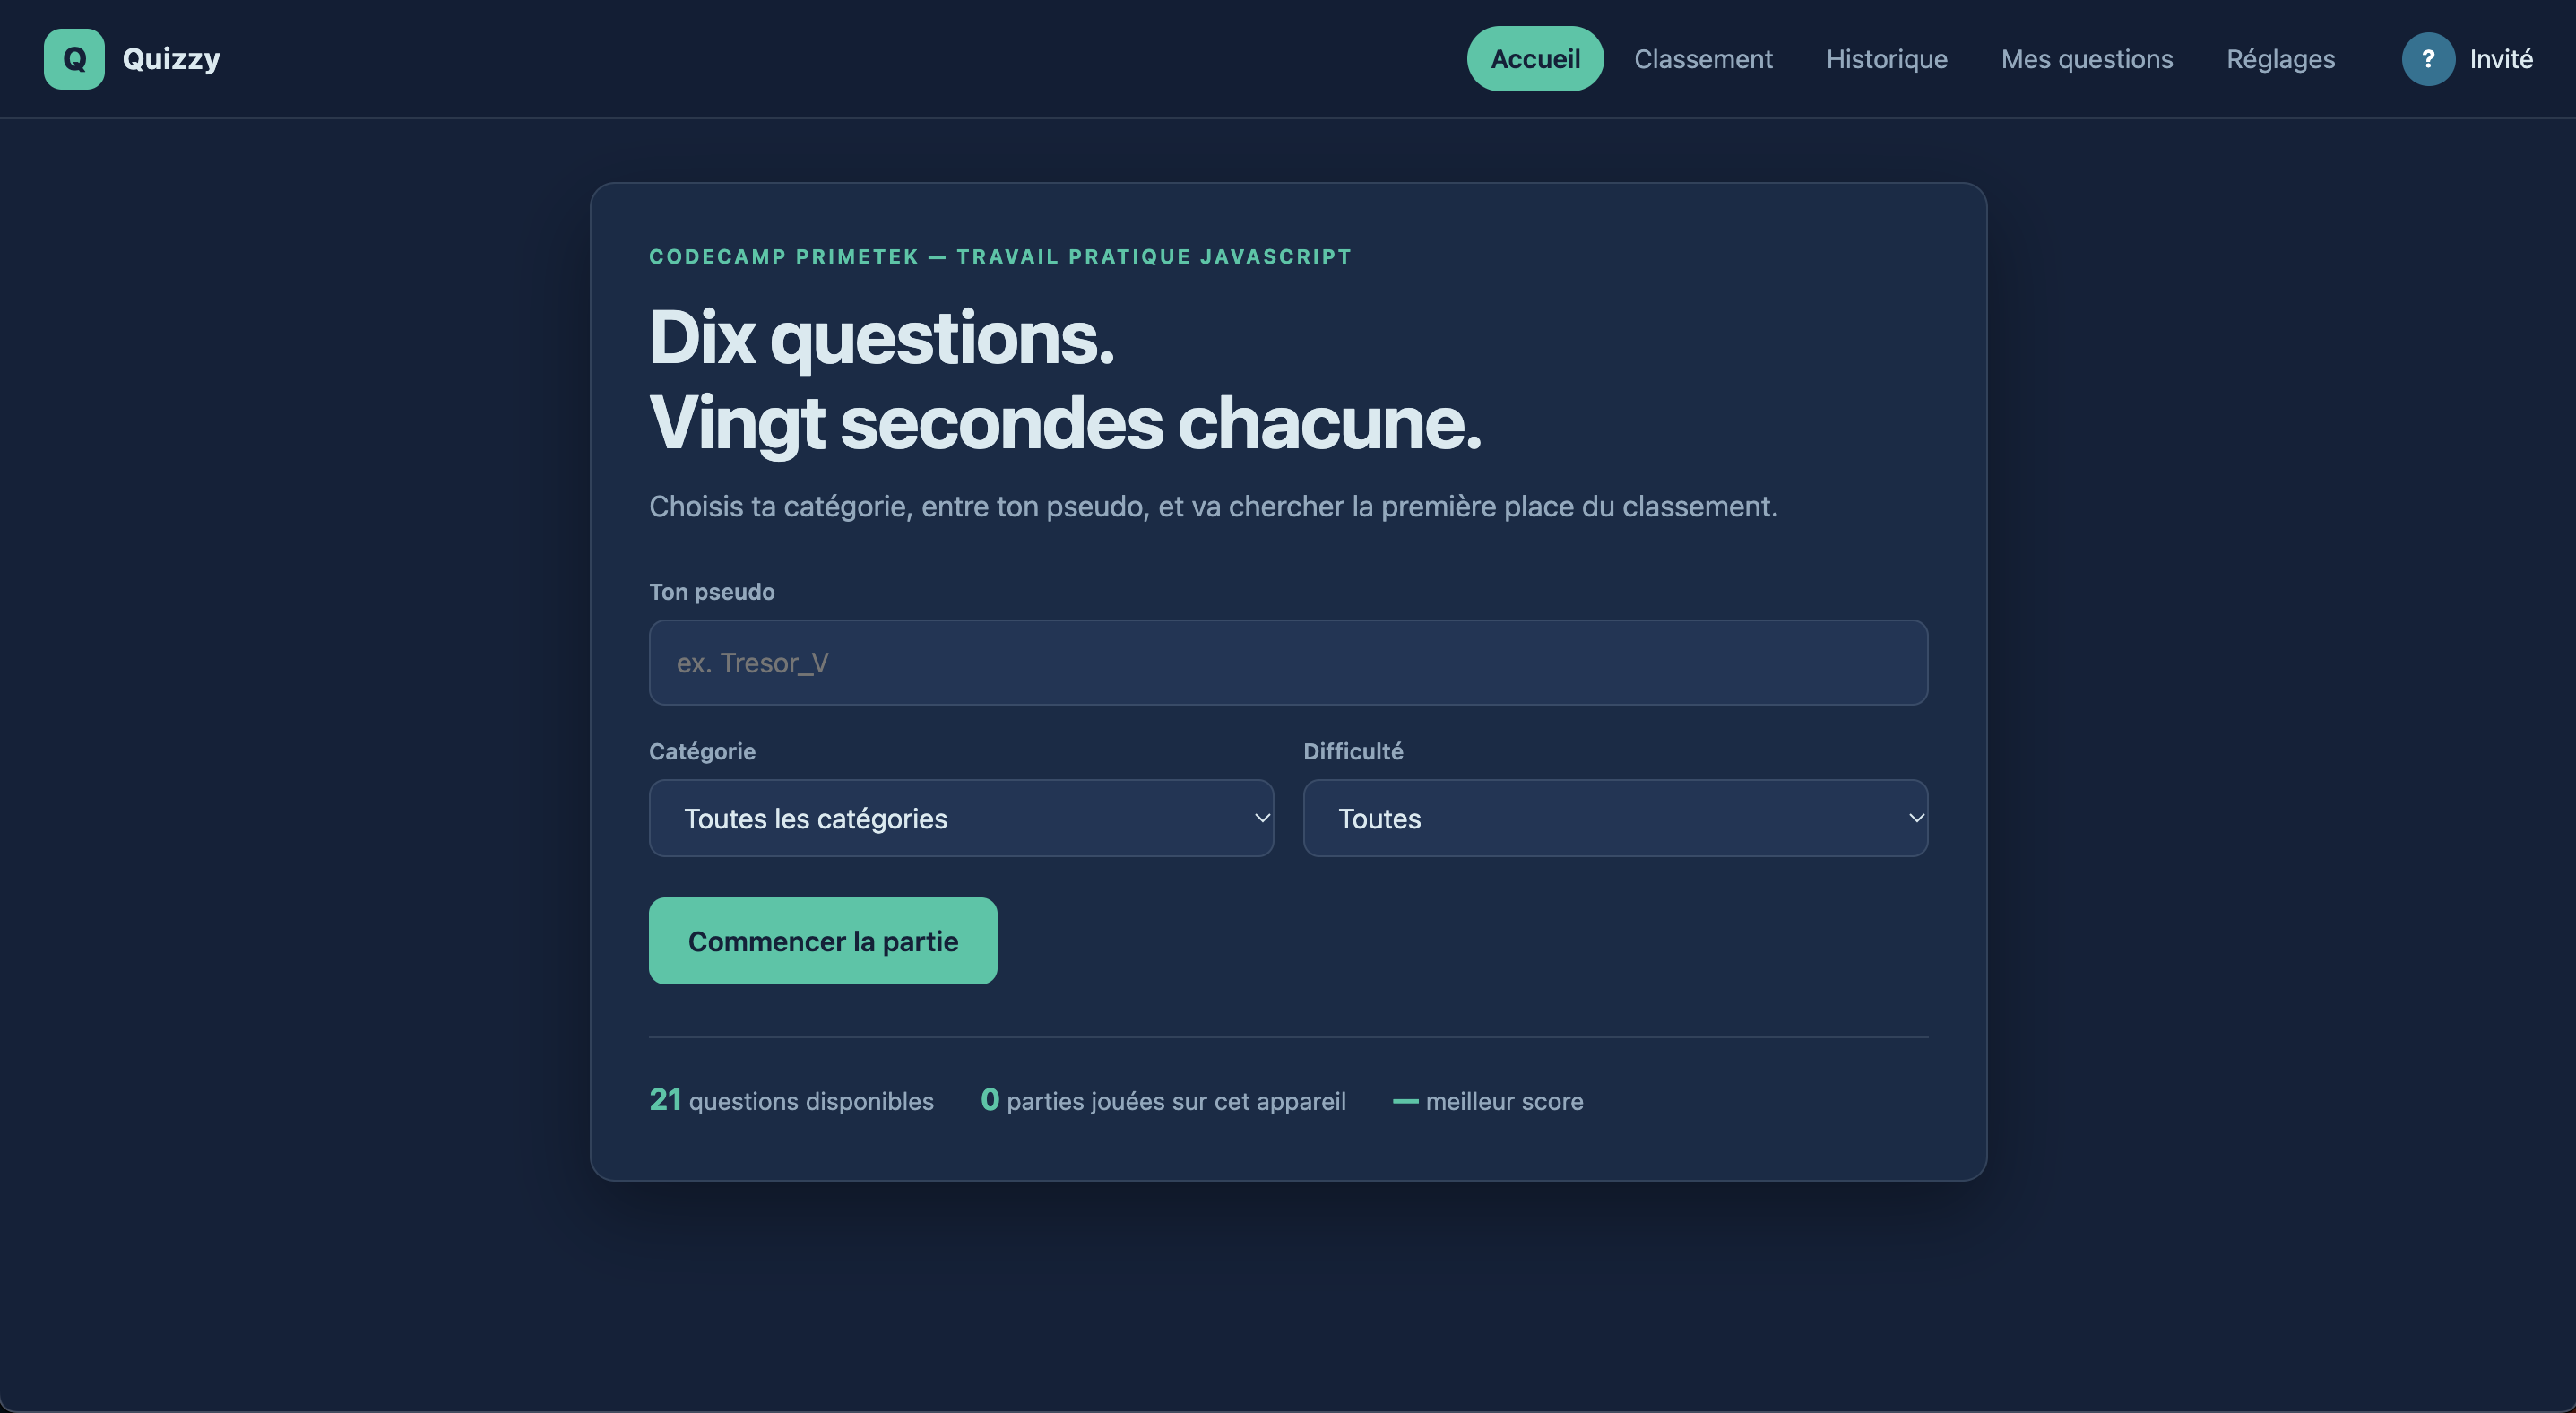 Q Quizzy
Accueil Classement Historique Mes questions Réglages ? Invité
CODECAMP PRIMETEK — TRAVAIL PRATIQUE JAVASCRIPT
Dix questions.
Vingt secondes chacune.
Choisis ta catégorie, entre ton pseudo, et va chercher la première place du classement.
Ton pseudo
ex. Tresor_V
Catégorie Difficulté
Toutes les catégories Toutes
Commencer la partie
21 questions disponibles 0 parties jouées sur cet appareil — meilleur score